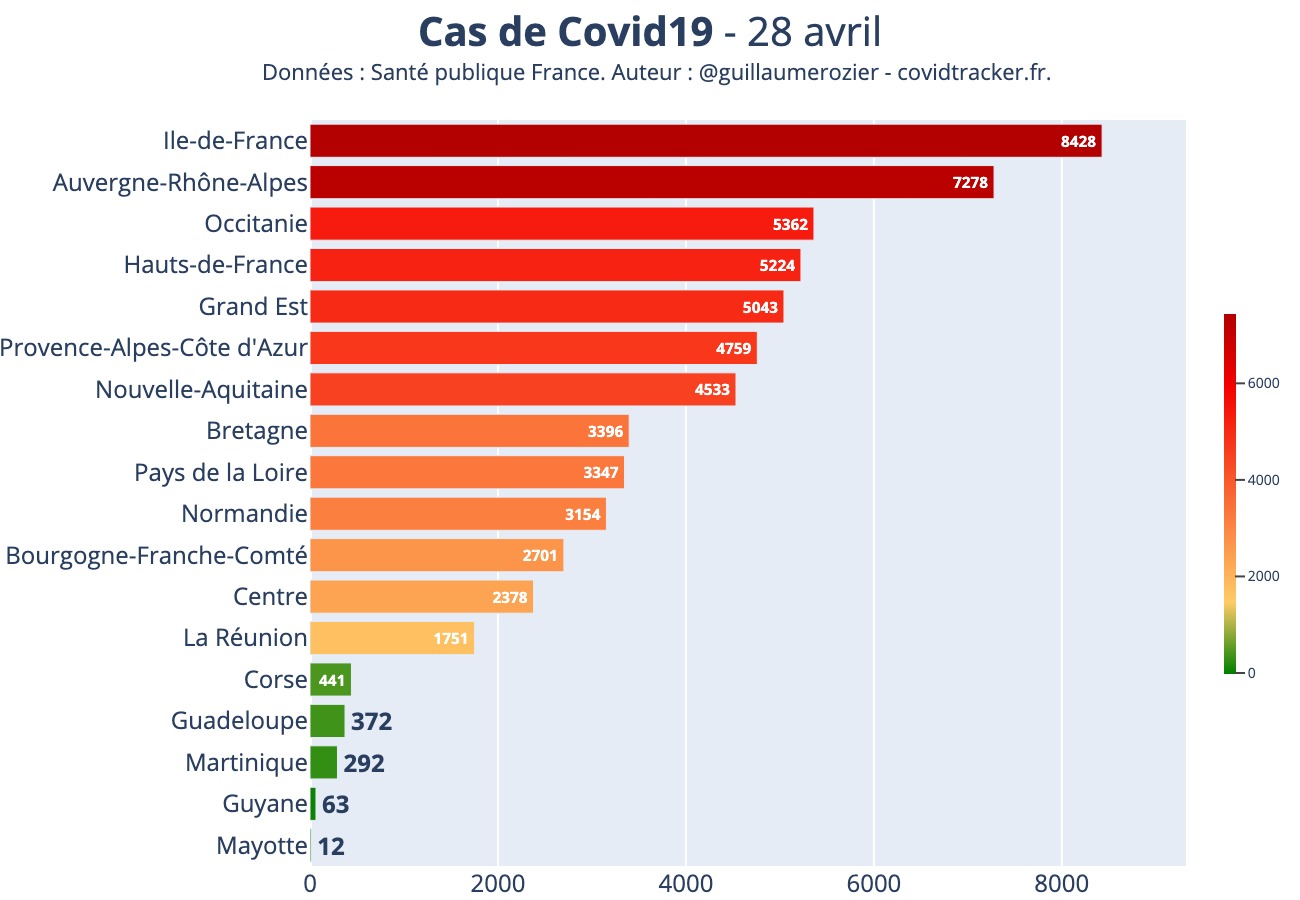 Cas de Covid19 - 28 avril
Données : Santé publique France. Auteur : @guillaumerozier - covidtracker.fr.
Ile-de-France 8428
Auvergne-Rhône-Alpes 7278
Occitanie 5362
Hauts-de-France 5224
Grand Est 5043
Provence-Alpes-Côte d'Azur 4759
Nouvelle-Aquitaine 4533
Bretagne 3396
Pays de la Loire 3347
Normandie 3154
Bourgogne-Franche-Comté 2701
Centre 2378
La Réunion 1751
Corse 441
Guadeloupe 372
Martinique 292
Guyane 63
Mayotte 12
0 2000 4000 6000 8000
6000
4000
2000
0